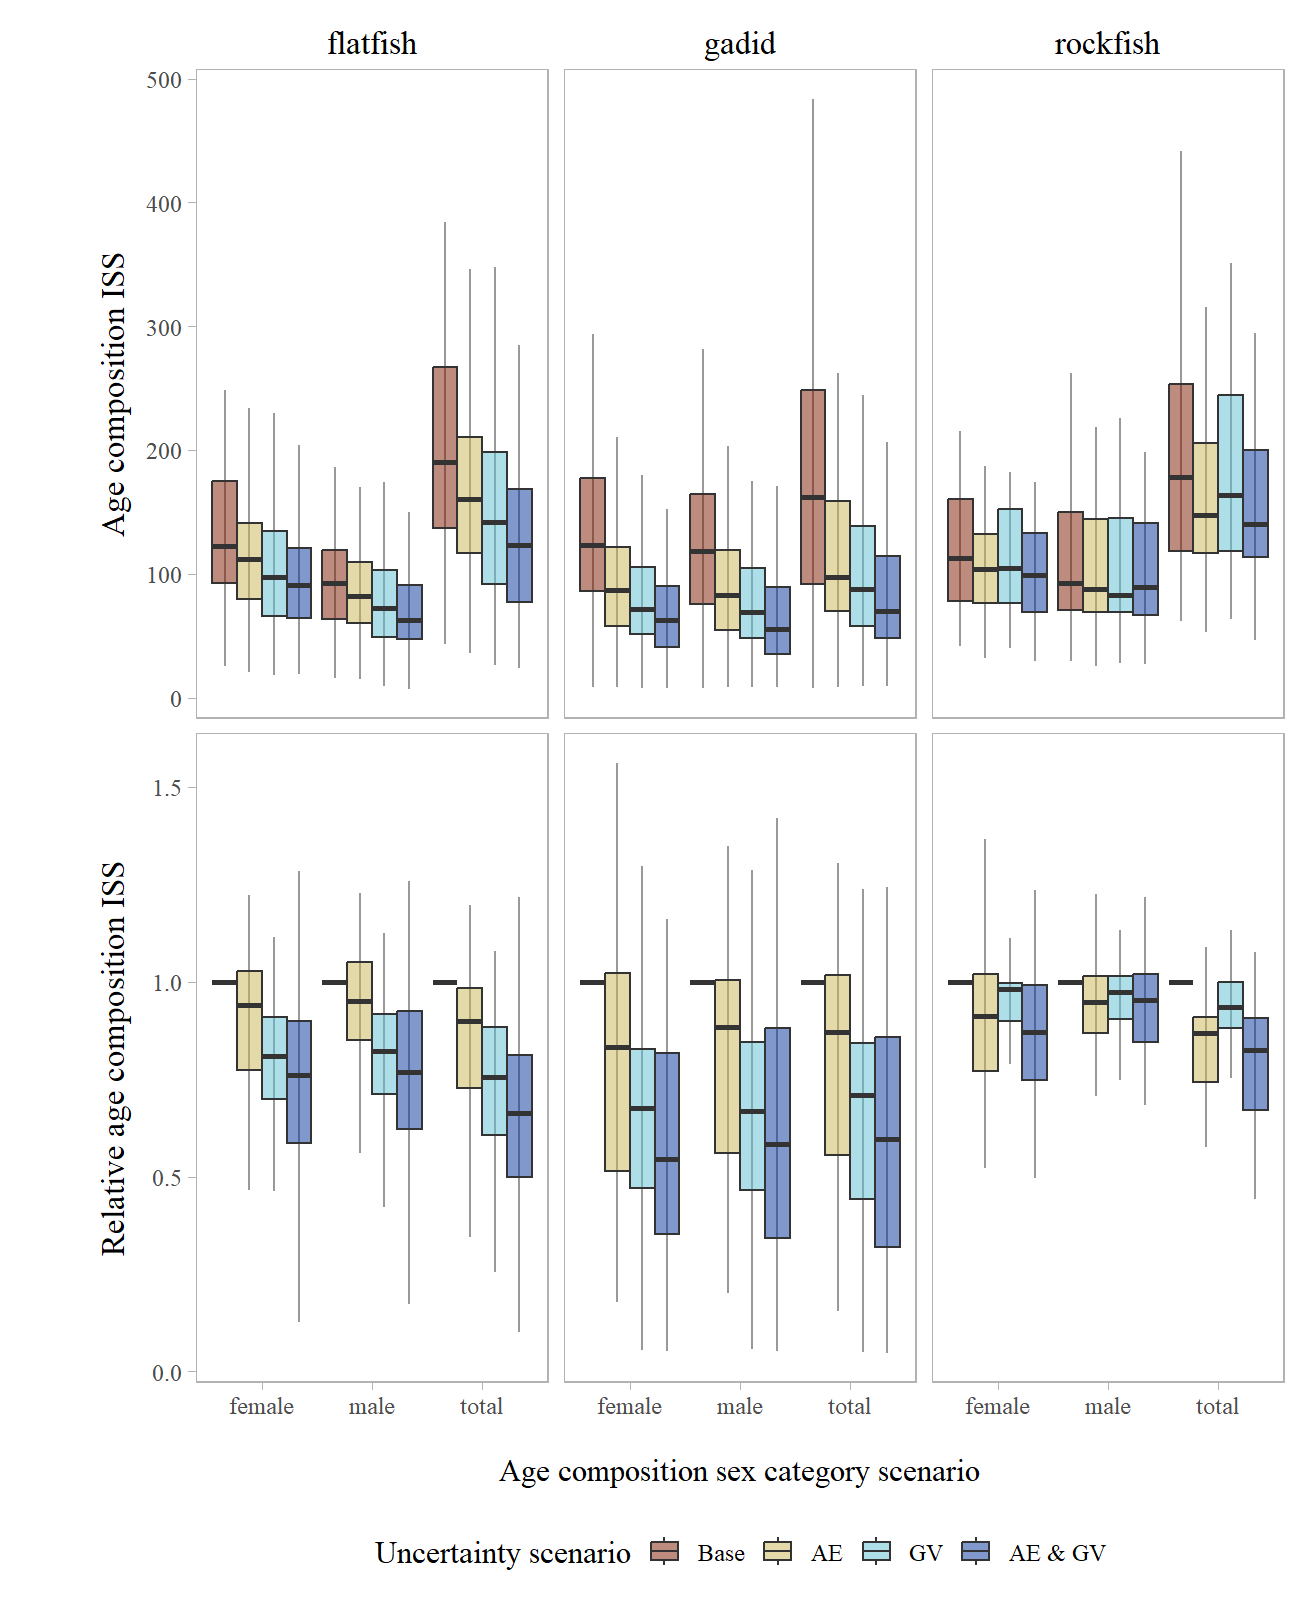 flatfish gadid rockfish
Age composition ISS
500
400
300
200
100
0
Relative age composition ISS
1.5
1.0
0.5
0.0
female male total female male total female male total
Age composition sex category scenario
Uncertainty scenario Base AE GV AE & GV